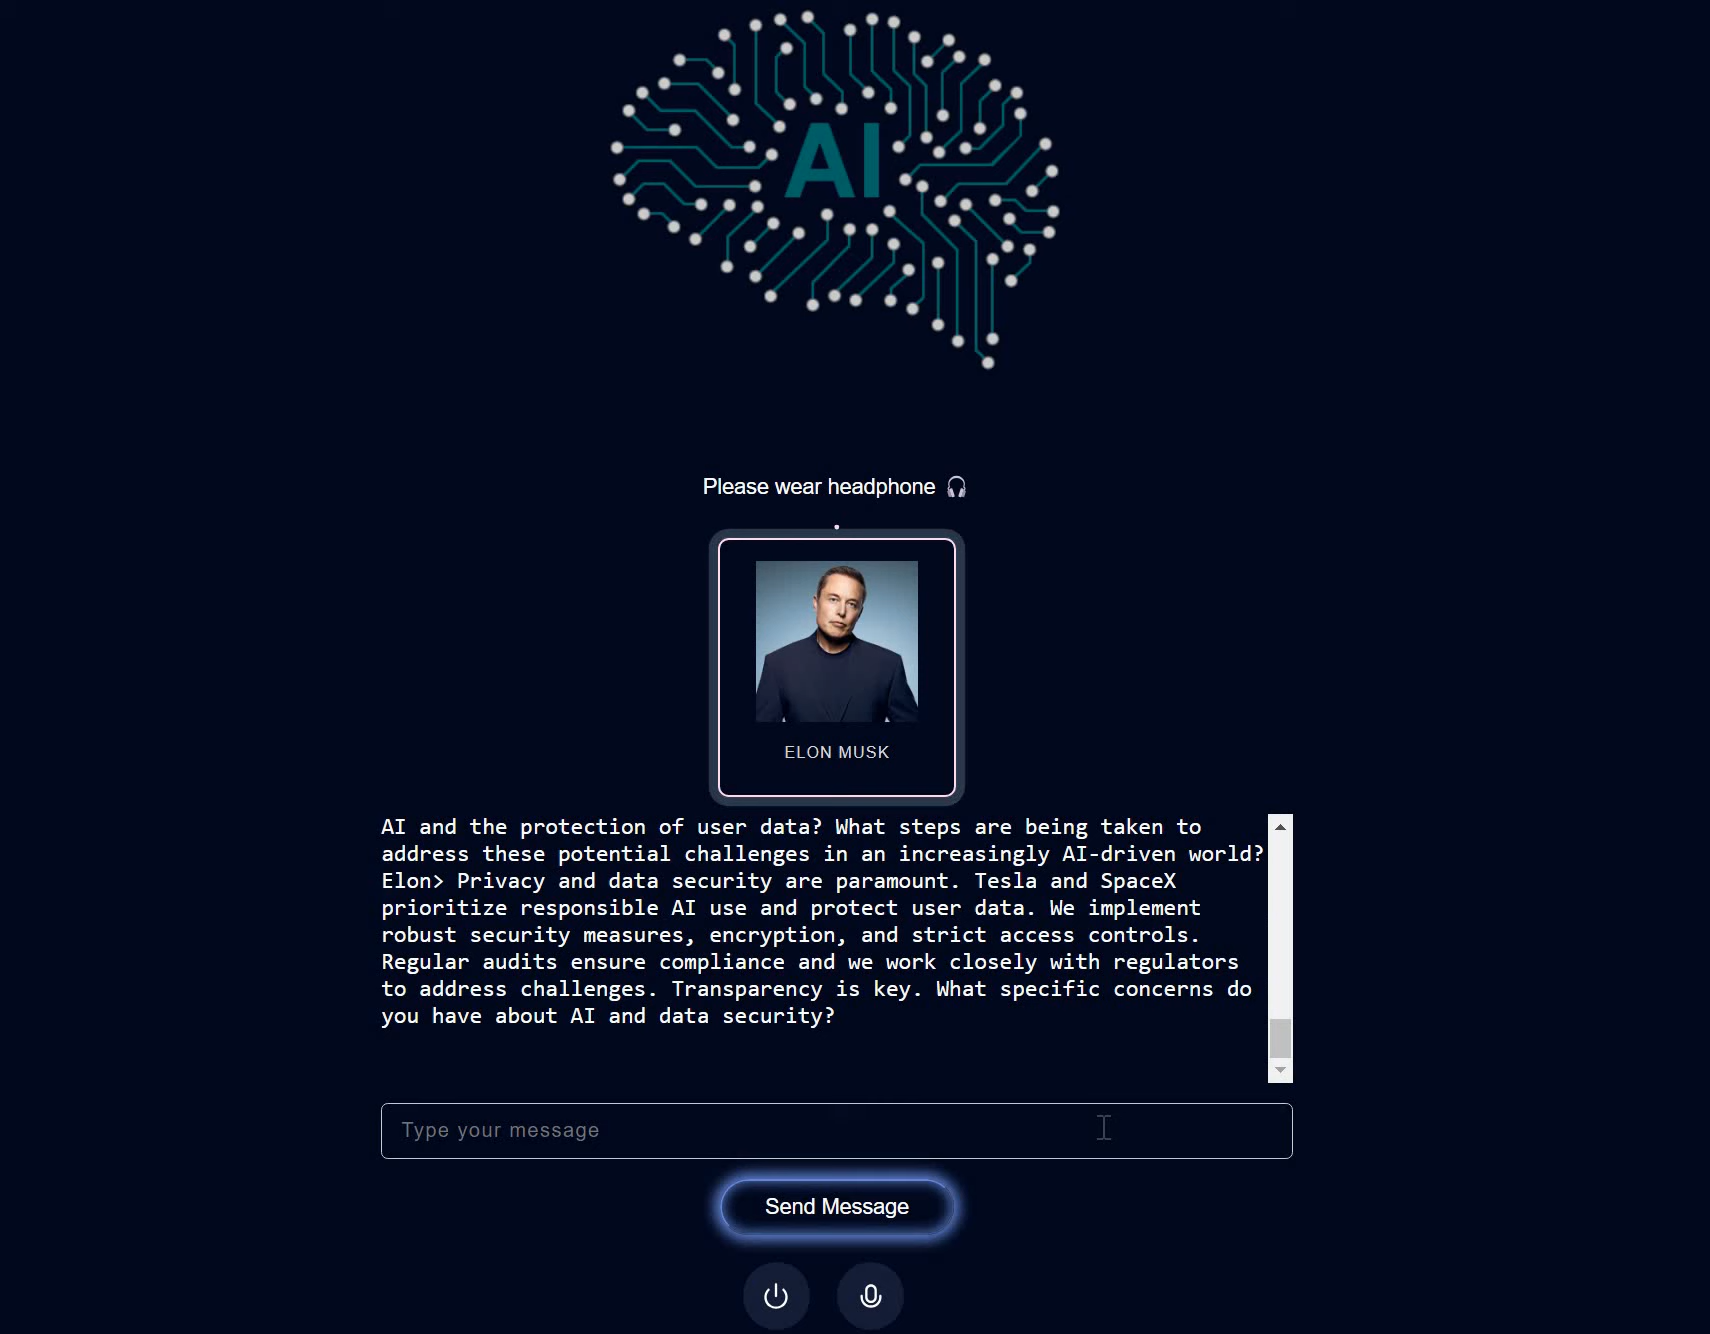 AI
Please wear headphone
ELON MUSK
AI and the protection of user data? What steps are being taken to
address these potential challenges in an increasingly AI-driven world?
Elon> Privacy and data security are paramount. Tesla and SpaceX
prioritize responsible AI use and protect user data. We implement
robust security measures, encryption, and strict access controls.
Regular audits ensure compliance and we work closely with regulators
to address challenges. Transparency is key. What specific concerns do
you have about AI and data security?
Type your message
Send Message